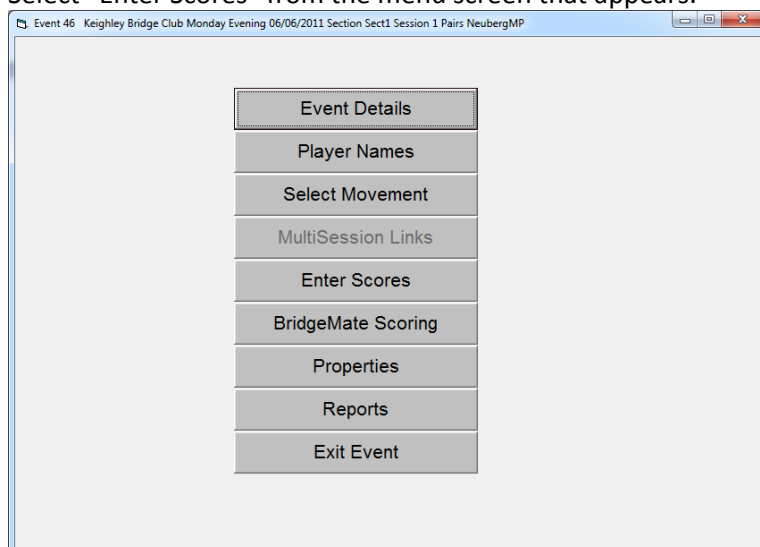 Select "Enter Scores" from the menu screen that appears.
Event 46 Keighley Bridge Club Monday Evening 06/06/2011 Section Sect1 Session 1 Pairs NeubergMP
Event Details
Player Names
Select Movement
MultiSession Links
Enter Scores
BridgeMate Scoring
Properties
Reports
Exit Event